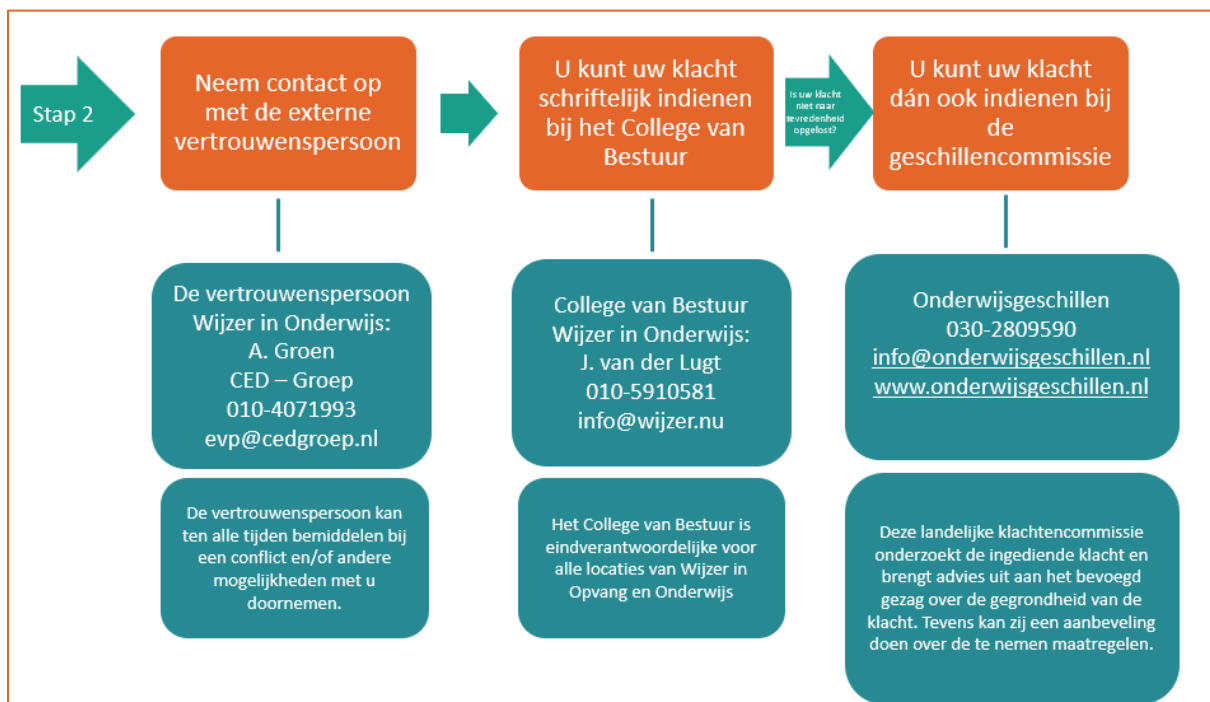 Stap 2
Neem contact op
met de externe
vertrouwenspersoon
U kunt uw klacht
schriftelijk indienen
bij het College van
Bestuur
Is uw klacht
niet naar
tevredenheid
opgelost?
U kunt uw klacht
dán ook indienen bij
de
geschillencommissie
De vertrouwenspersoon
Wijzer in Onderwijs:
A. Groen
CED – Groep
010-4071993
evp@cedgroep.nl
College van Bestuur
Wijzer in Onderwijs:
J. van der Lugt
010-5910581
info@wijzer.nu
Onderwijsgeschillen
030-2809590
info@onderwijsgeschillen.nl
www.onderwijsgeschillen.nl
De vertrouwenspersoon kan
ten alle tijden bemiddelen bij
een conflict en/of andere
mogelijkheden met u
doornemen.
Het College van Bestuur is
eindverantwoordelijke voor
alle locaties van Wijzer in
Opvang en Onderwijs
Deze landelijke klachtencommissie
onderzoekt de ingediende klacht en
brengt advies uit aan het bevoegd
gezag over de gegrondheid van de
klacht. Tevens kan zij een aanbeveling
doen over de te nemen maatregelen.